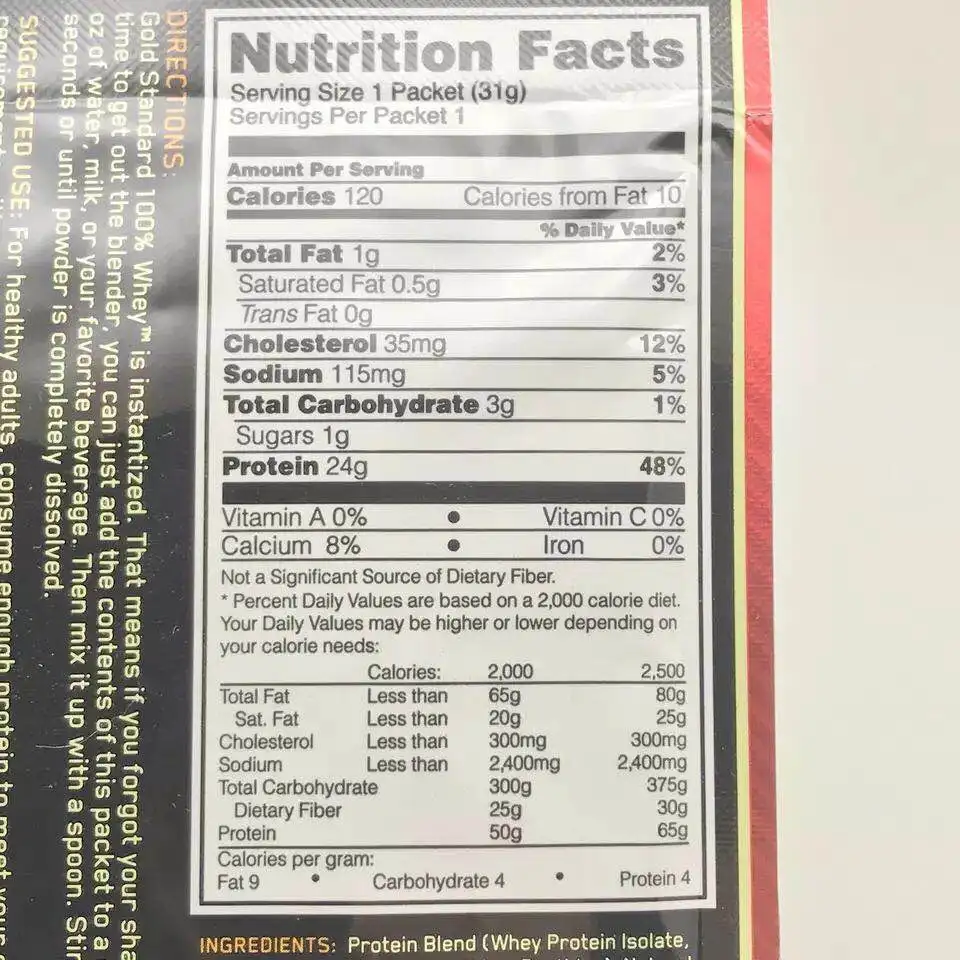 Nutrition Facts
Serving Size 1 Packet (31g)
Servings Per Packet 1
Amount Per Serving
Calories 120 Calories from Fat 10
% Daily Value*
Total Fat 1g 2%
Saturated Fat 0.5g 3%
Trans Fat 0g
Cholesterol 35mg 12%
Sodium 115mg 5%
Total Carbohydrate 3g 1%
Sugars 1g
Protein 24g 48%
Vitamin A 0% • Vitamin C 0%
Calcium 8% • Iron 0%
Not a Significant Source of Dietary Fiber.
* Percent Daily Values are based on a 2,000 calorie diet.
Your Daily Values may be higher or lower depending on
your calorie needs:
Calories: 2,000 2,500
Total Fat Less than 65g 80g
Sat. Fat Less than 20g 25g
Cholesterol Less than 300mg 300mg
Sodium Less than 2,400mg 2,400mg
Total Carbohydrate 300g 375g
Dietary Fiber 25g 30g
Protein 50g 65g
Calories per gram:
Fat 9 • Carbohydrate 4 • Protein 4
INGREDIENTS: Protein Blend (Whey Protein Isolate,
DIRECTIONS:
Gold Standard 100% Whey™ is instantized. That means if you forgot your sha
time to get out the blender, you can just add the contents of this packet to a
oz of water, milk, or your favorite beverage. Then mix it up with a spoon. Stir
seconds or until powder is completely dissolved.
SUGGESTED USE: For healthy adults, consume enough protein to meet your